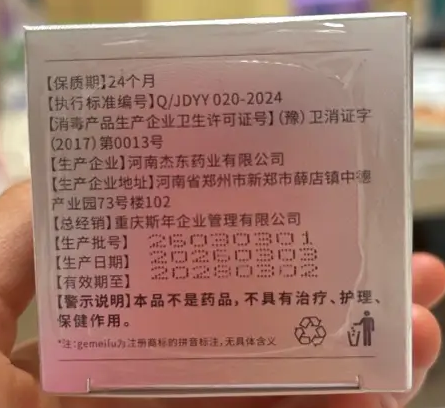 【保质期】24个月
【执行标准编号】Q/JDYY 020-2024
【消毒产品生产企业卫生许可证号】(豫)卫消证字
(2017)第0013号
【生产企业】河南杰东药业有限公司
【生产企业地址】河南省郑州市新郑市薛店镇中德
产业园73号楼102
【总经销】重庆斯年企业管理有限公司
【生产批号】 26030301
【生产日期】 20260303
【有效期至】 20280302
【警示说明】本品不是药品，不具有治疗、护理、
保健作用。
*注:gemeilu为注册商标的拼音标注,无具体含义